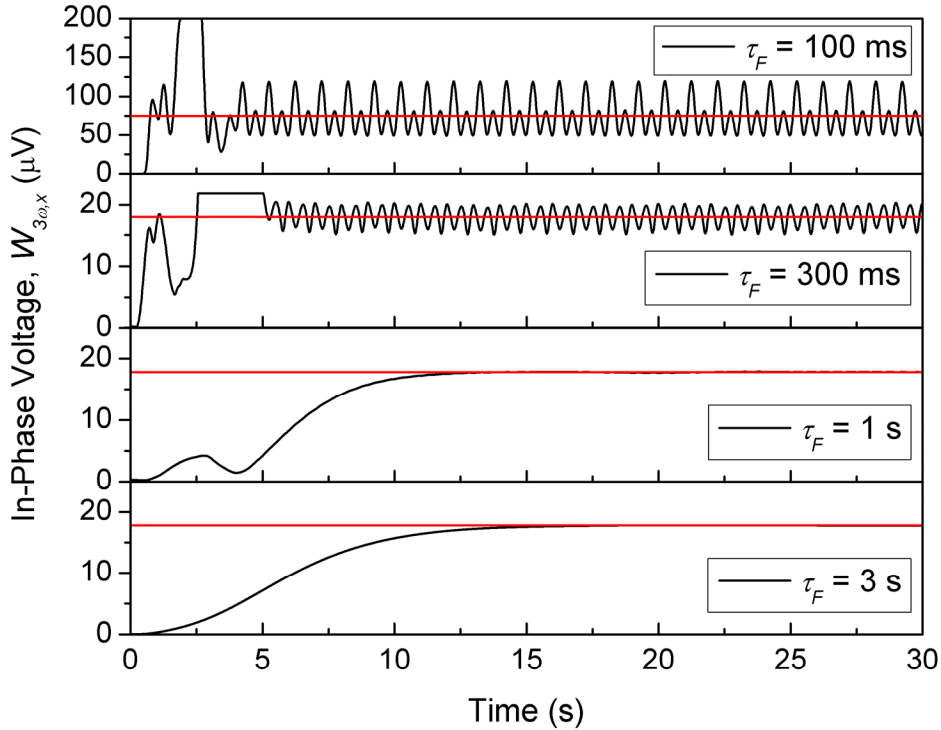 In-Phase Voltage, W3ω,x (μV)
200
150
100
50
0
τF = 100 ms
20
10
0
τF = 300 ms
20
10
0
τF = 1 s
20
10
0
τF = 3 s
0 5 10 15 20 25 30
Time (s)